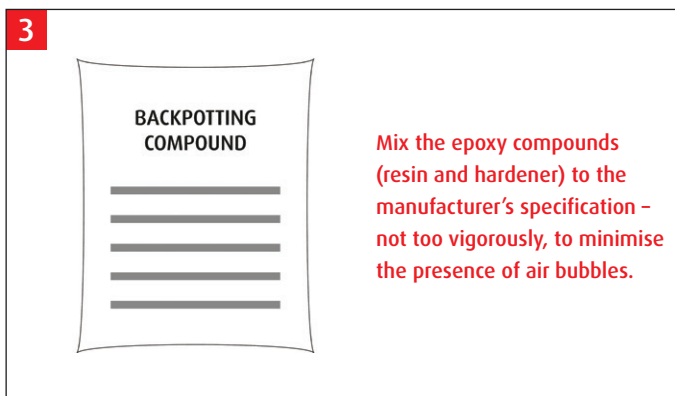 3
BACKPOTTING
COMPOUND
Mix the epoxy compounds
(resin and hardener) to the
manufacturer’s specification –
not too vigorously, to minimise
the presence of air bubbles.